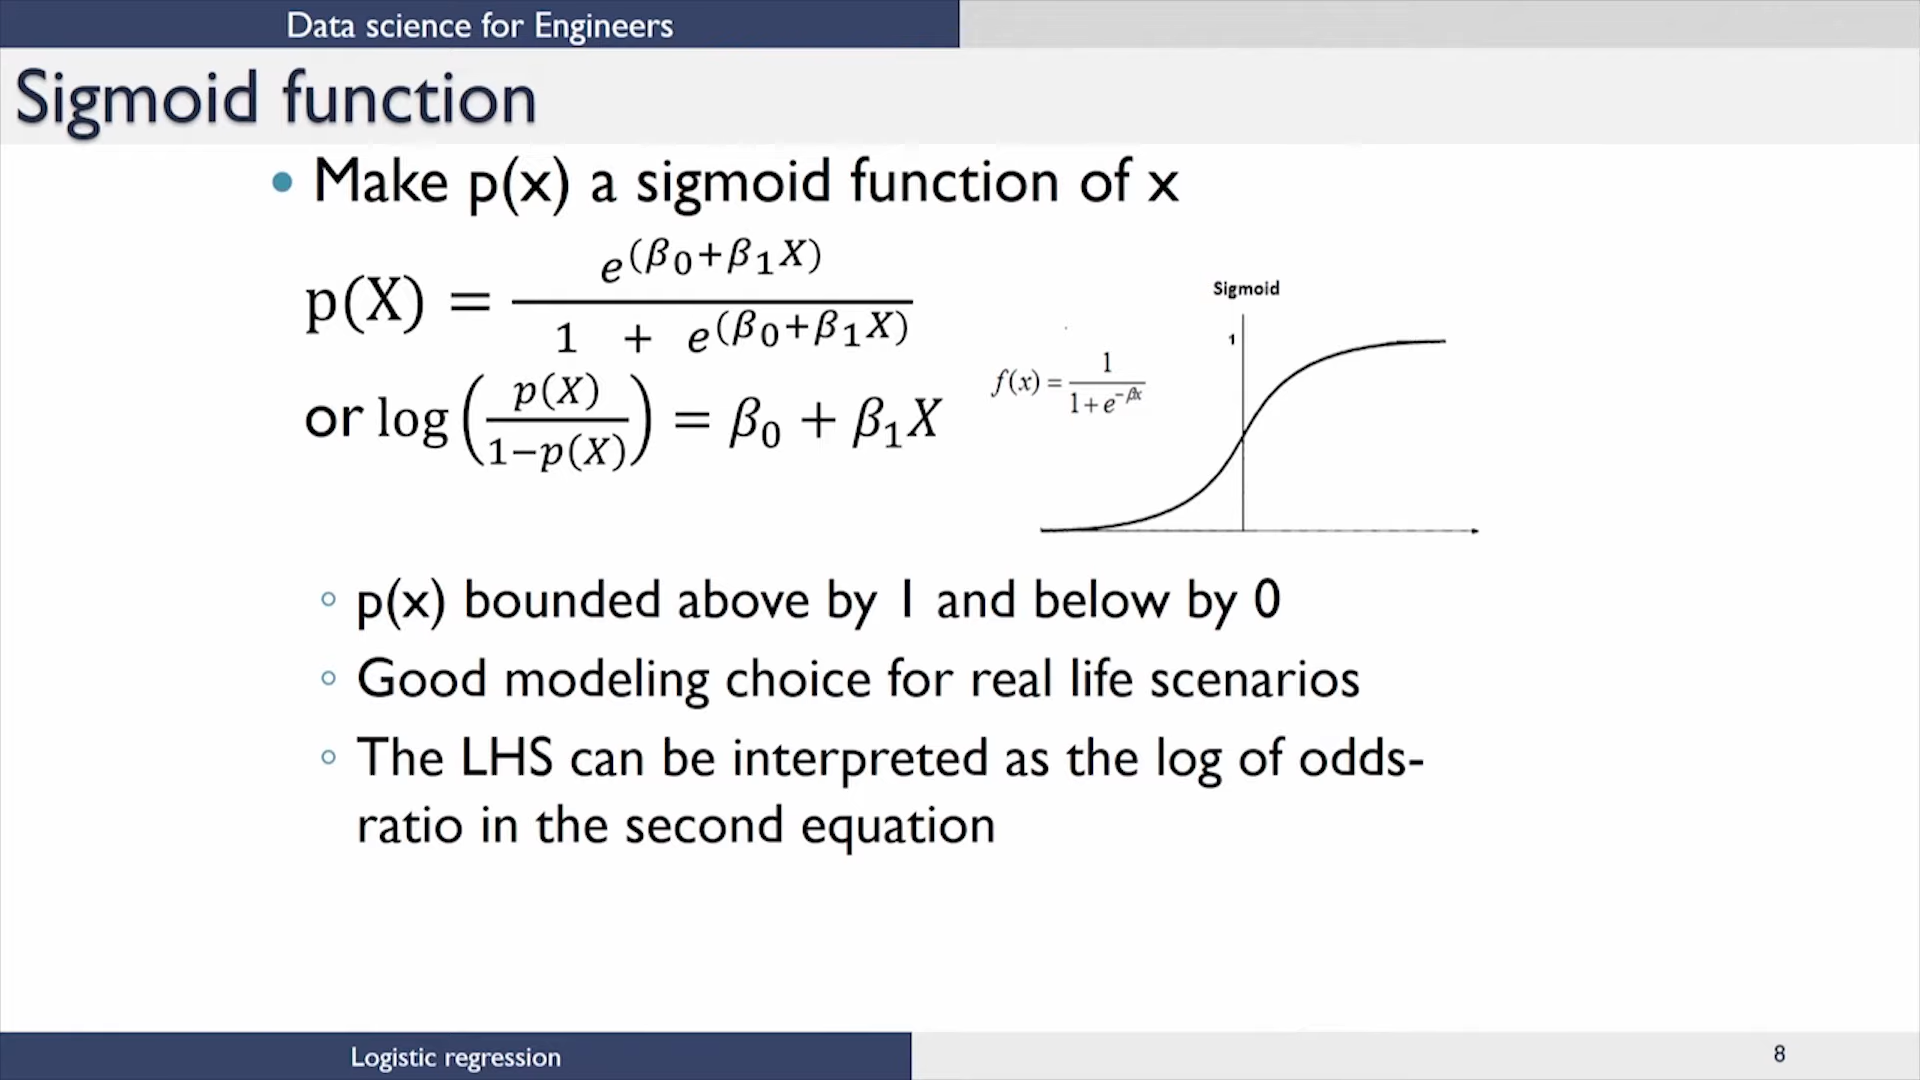 Data science for Engineers
Sigmoid function
• Make p(x) a sigmoid function of x
p(X) = e^(β₀+β₁X) / (1 + e^(β₀+β₁X))
or log(p(X) / (1−p(X))) = β₀ + β₁X
Sigmoid
1
f(x) = 1 / (1+e^(−βx))
◦ p(x) bounded above by 1 and below by 0
◦ Good modeling choice for real life scenarios
◦ The LHS can be interpreted as the log of odds-
ratio in the second equation
Logistic regression
8